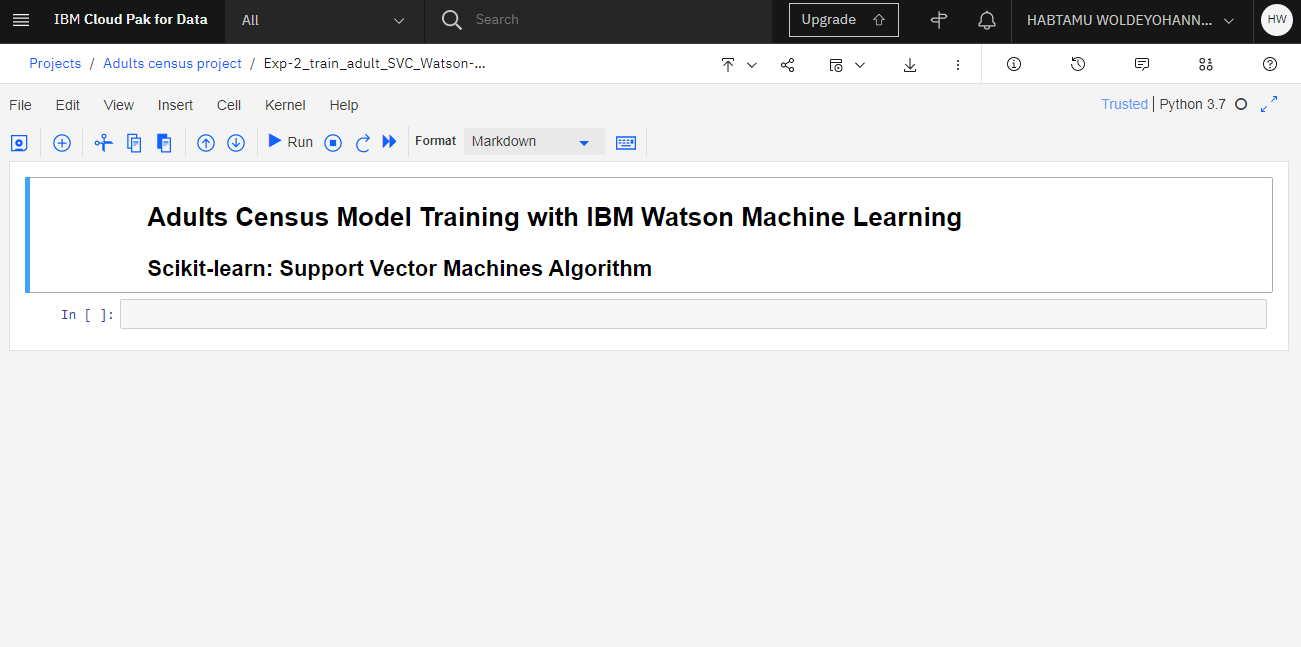 IBM Cloud Pak for Data All Search Upgrade HABTAMU WOLDEYOHANN... HW
Projects / Adults census project / Exp-2_train_adult_SVC_Watson-...
File Edit View Insert Cell Kernel Help Trusted | Python 3.7
Run Format Markdown
Adults Census Model Training with IBM Watson Machine Learning
Scikit-learn: Support Vector Machines Algorithm
In [ ]: